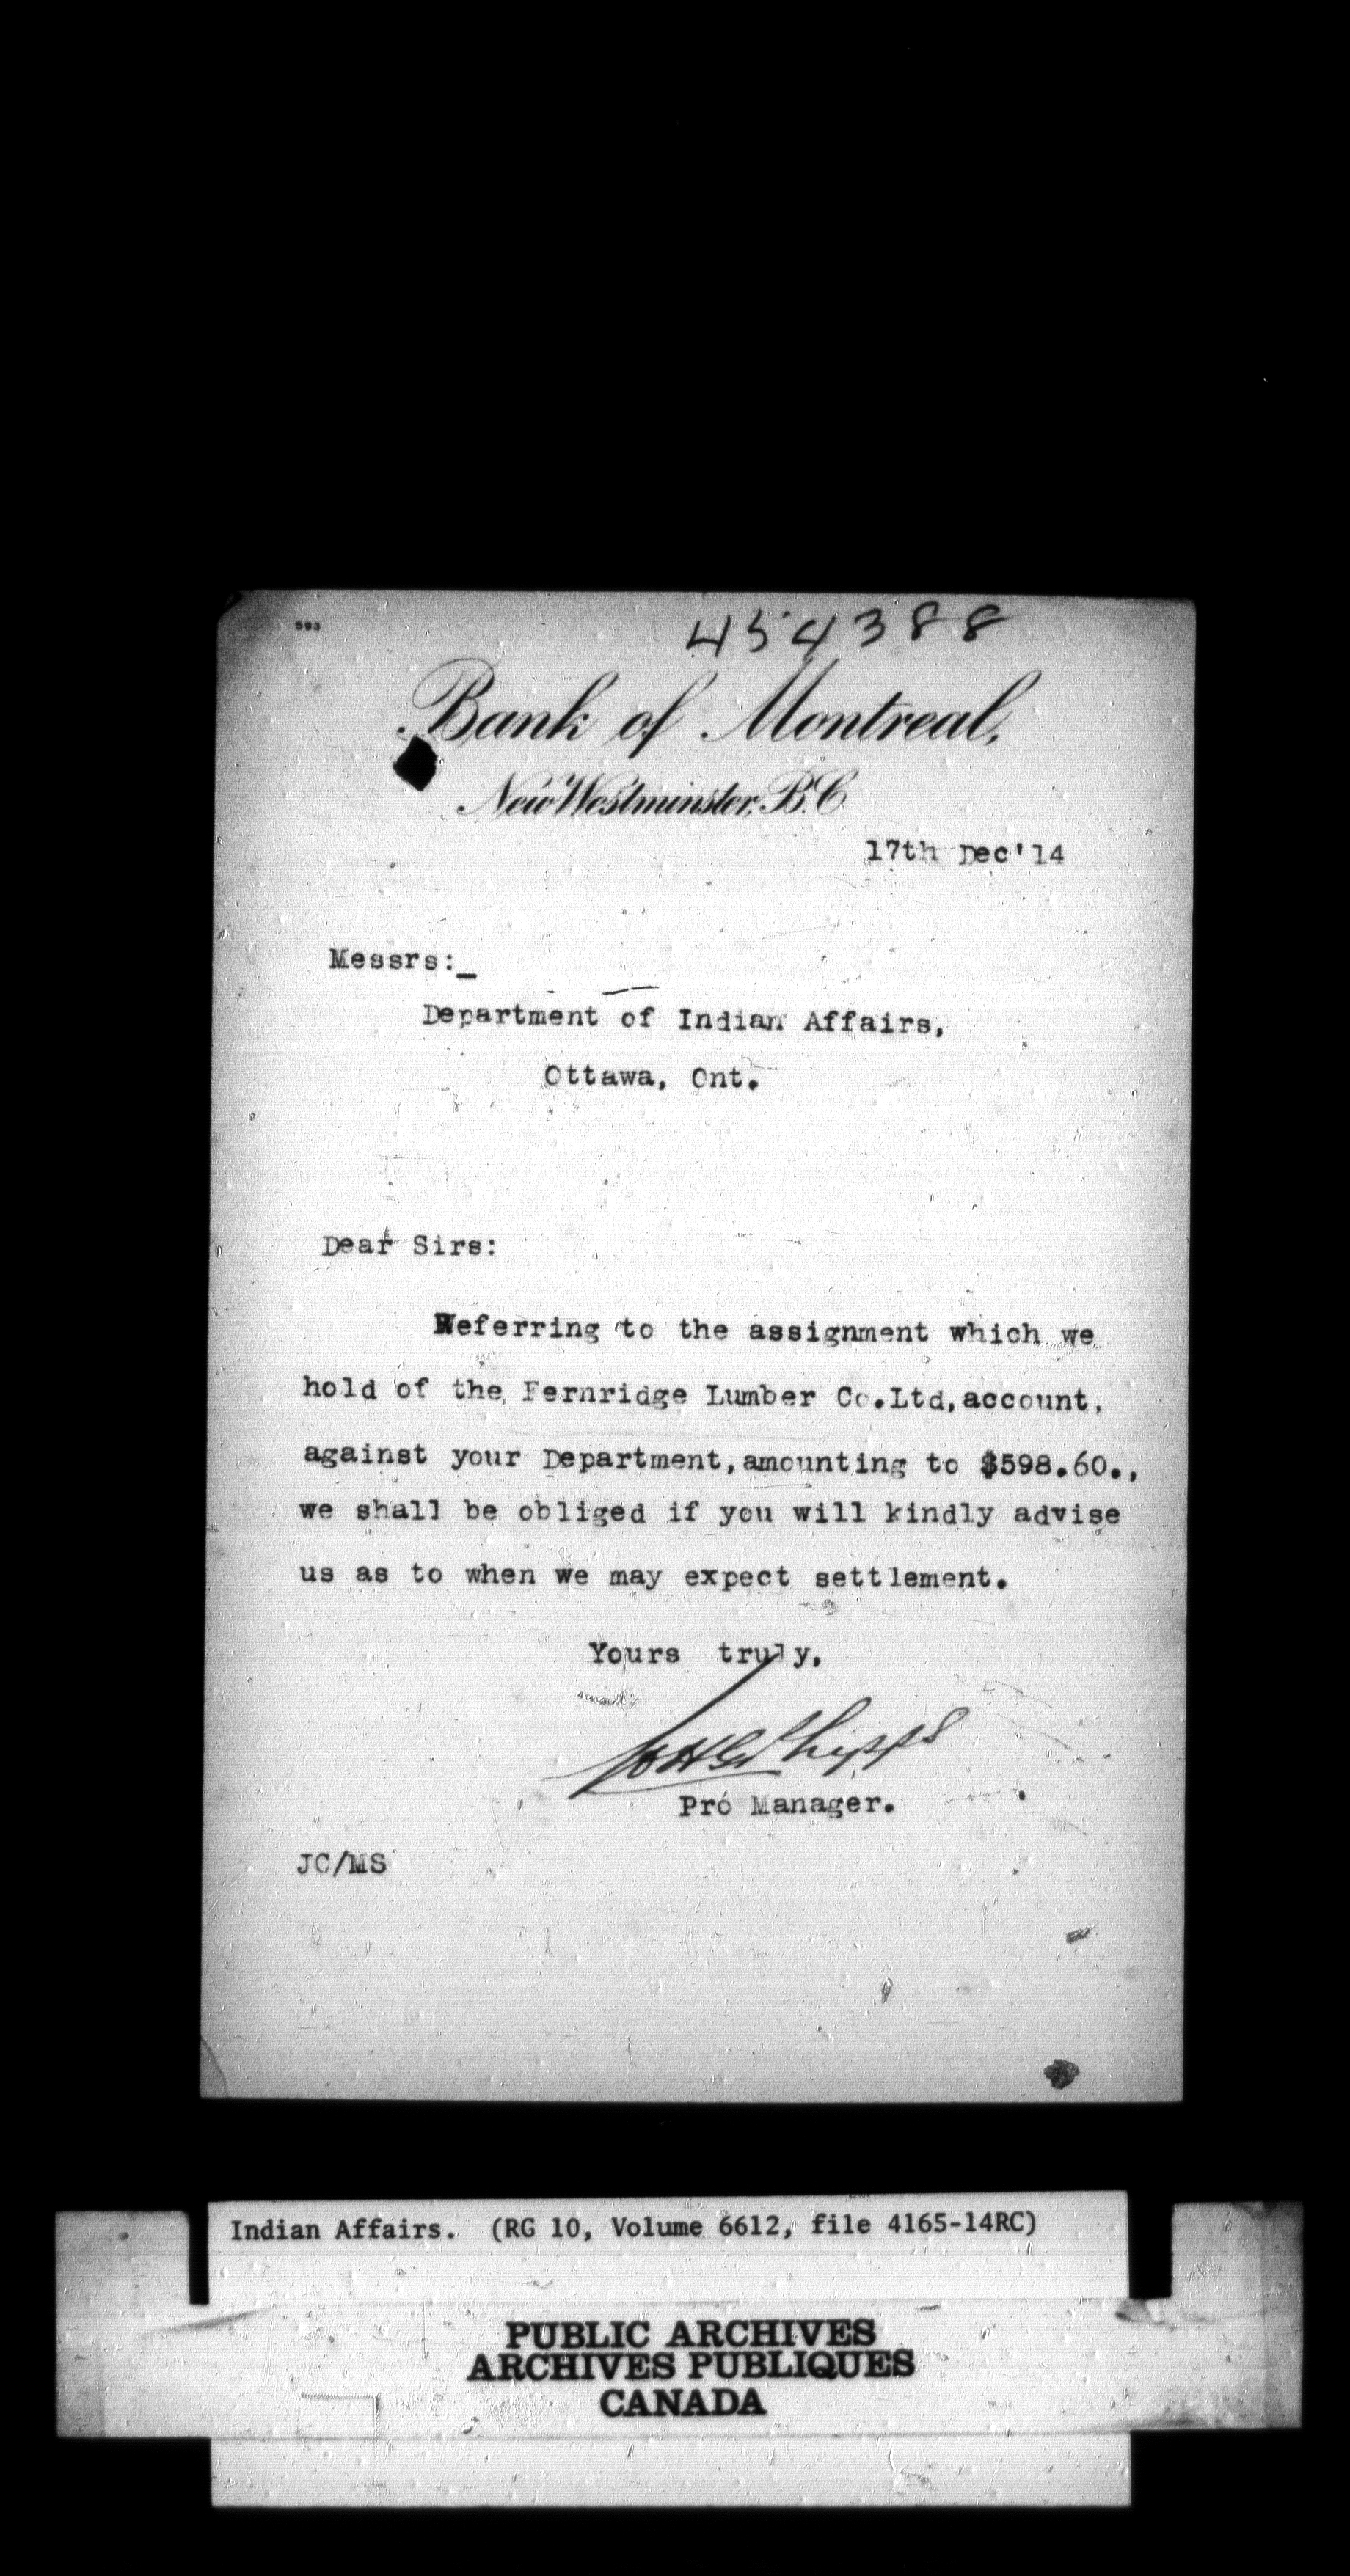 593
454388
Bank of Montreal,
New Westminster, B.C.
17th Dec'14
Messrs:_
Department of Indian Affairs,
Ottawa, Ont.
Dear Sirs:
Referring to the assignment which we
hold of the, Fernridge Lumber Co.Ltd,account,
against your Department,amounting to $598.60.,
we shall be obliged if you will kindly advise
us as to when we may expect settlement.
Yours truly,
Pro Manager.
JC/MS
Indian Affairs. (RG 10, Volume 6612, file 4165-14RC)
PUBLIC ARCHIVES
ARCHIVES PUBLIQUES
CANADA